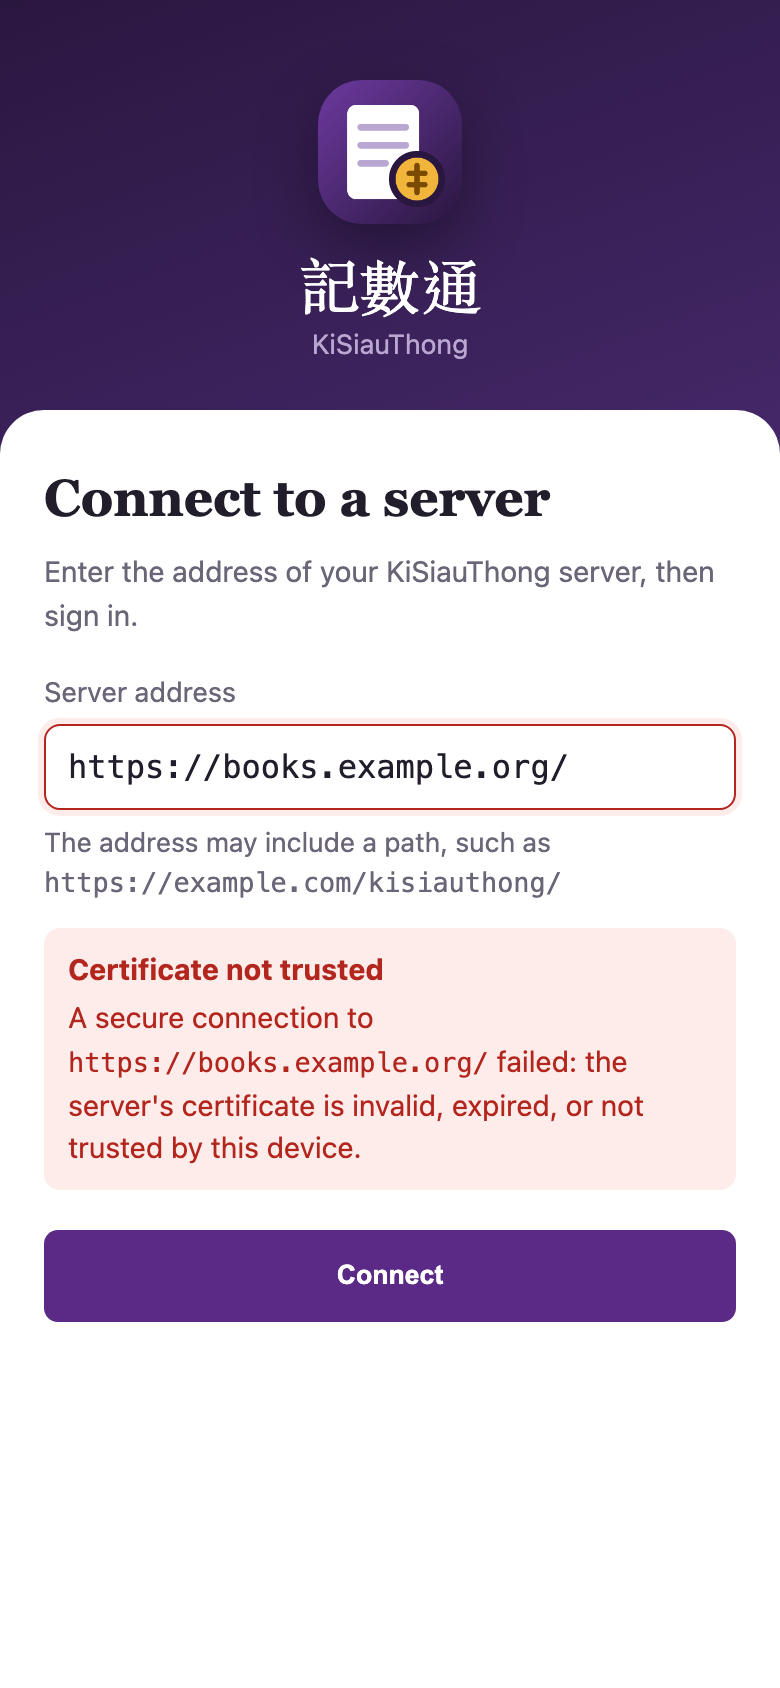 記數通
KiSiauThong
Connect to a server
Enter the address of your KiSiauThong server, then
sign in.
Server address
https://books.example.org/
The address may include a path, such as
https://example.com/kisiauthong/
Certificate not trusted
A secure connection to
https://books.example.org/ failed: the
server's certificate is invalid, expired, or not
trusted by this device.
Connect